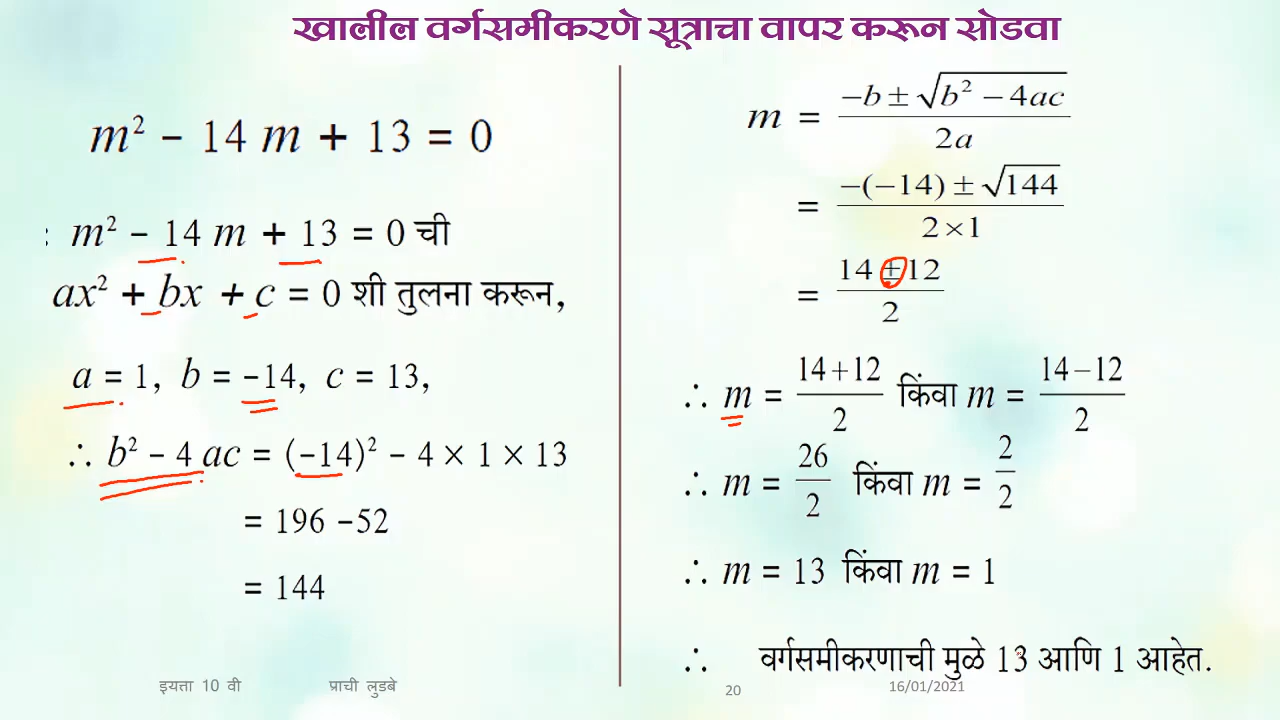 खालील वर्गसमीकरणे सूत्राचा वापर करून सोडवा
m² − 14 m + 13 = 0
: m² − 14 m + 13 = 0 ची
ax² + bx + c = 0 शी तुलना करून,
a = 1, b = −14, c = 13,
∴ b² − 4 ac = (−14)² − 4 × 1 × 13
= 196 −52
= 144
m = (−b ± √(b² − 4ac)) / 2a
= (−(−14) ± √144) / 2×1
= (14 ± 12) / 2
∴ m = (14+12) / 2 किंवा m = (14−12) / 2
∴ m = 26 / 2 किंवा m = 2 / 2
∴ m = 13 किंवा m = 1
∴ वर्गसमीकरणाची मुळे 13 आणि 1 आहेत.
इयत्ता 10 वी प्राची लुडबे 20 16/01/2021